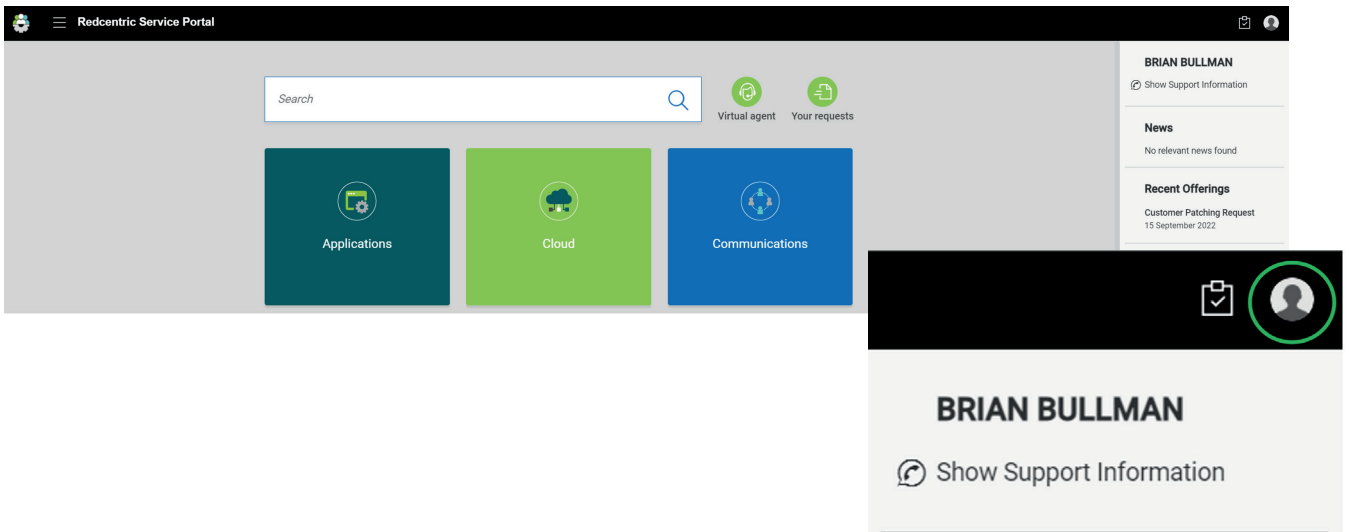 Redcentric Service Portal
Search
Virtual agent
Your requests
Applications
Cloud
Communications
BRIAN BULLMAN
Show Support Information
News
No relevant news found
Recent Offerings
Customer Patching Request
15 September 2022
BRIAN BULLMAN
Show Support Information